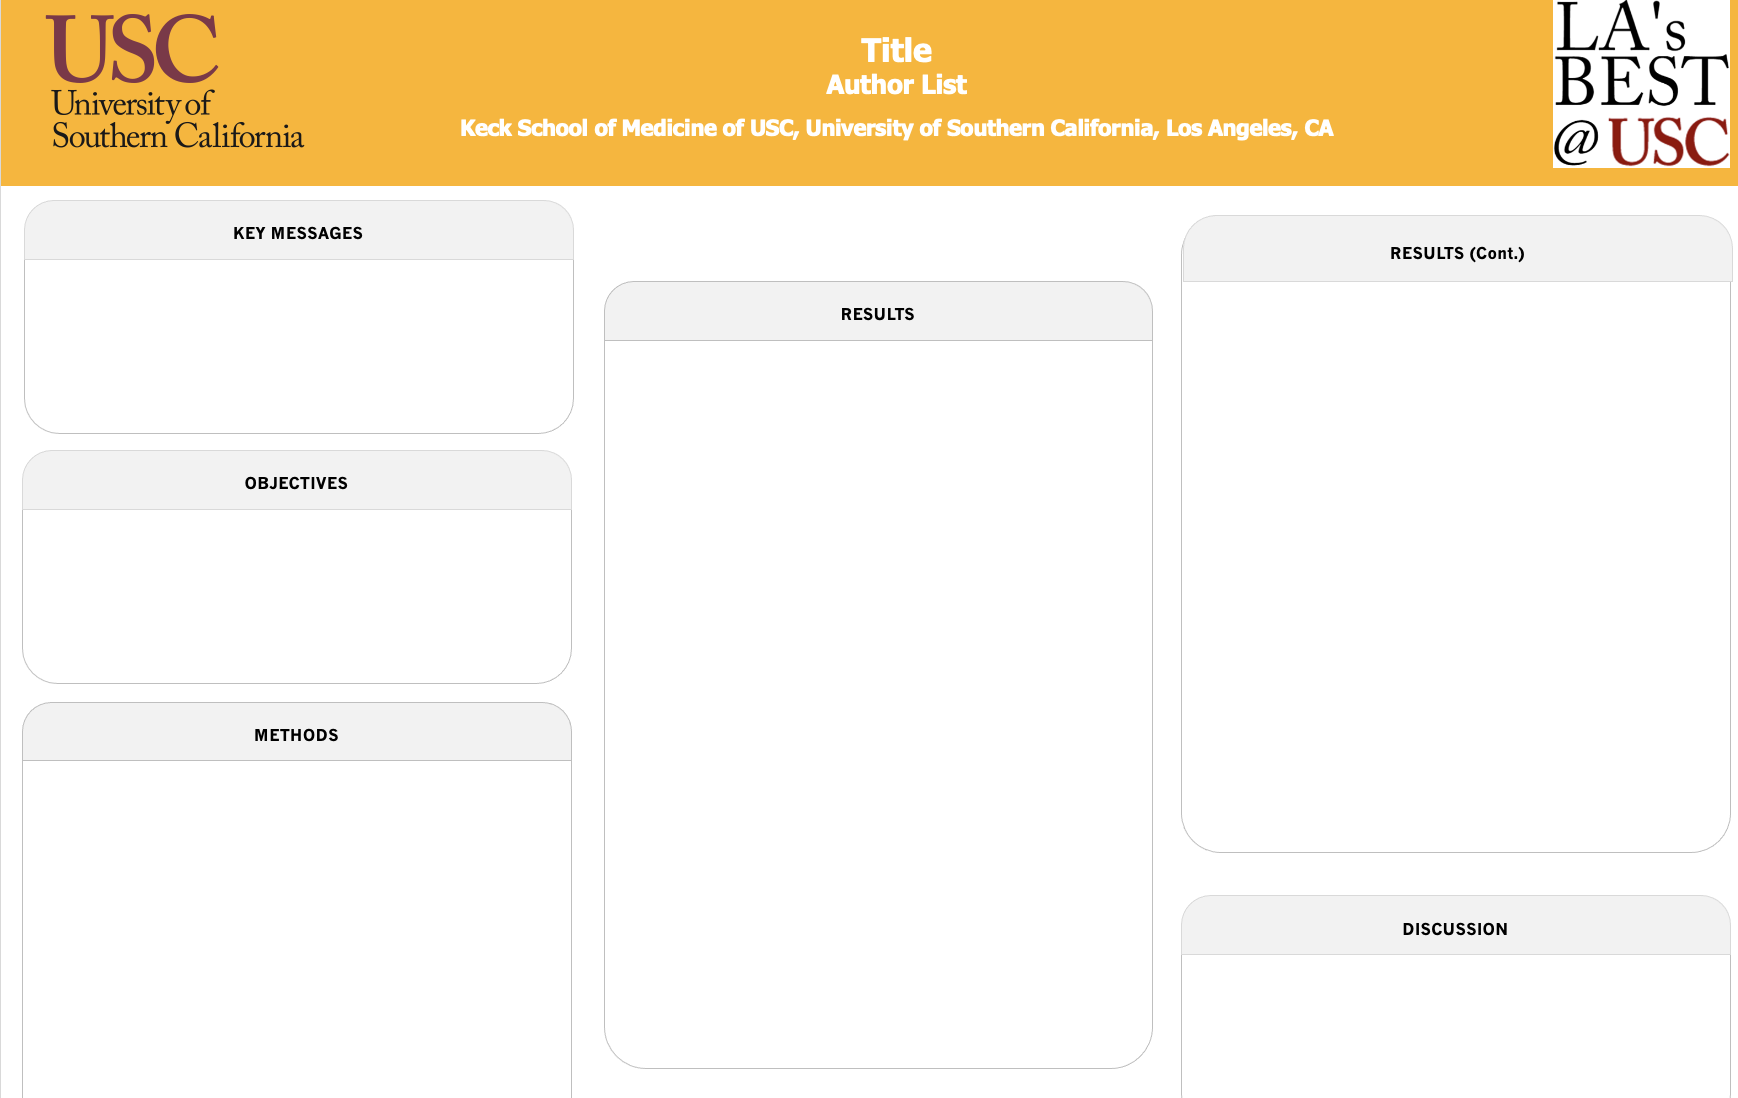 USC
University of
Southern California
Title
Author List
Keck School of Medicine of USC, University of Southern California, Los Angeles, CA
LA's
BEST
@ USC
KEY MESSAGES
OBJECTIVES
METHODS
RESULTS
RESULTS (Cont.)
DISCUSSION